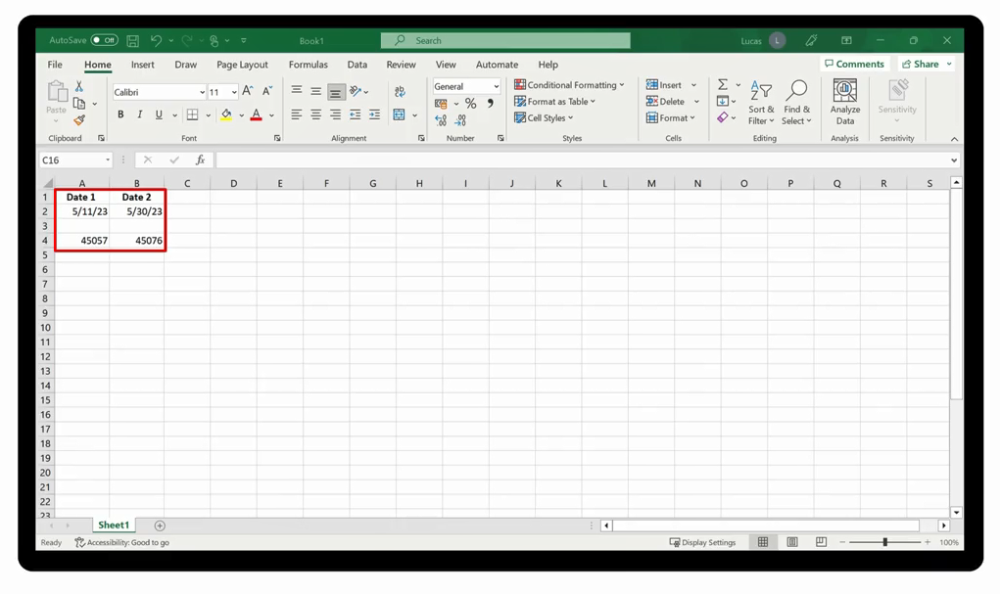 AutoSave Off Book1 Search Lucas L
File Home Insert Draw Page Layout Formulas Data Review View Automate Help Comments Share
Paste Calibri 11 General Conditional Formatting Format as Table Cell Styles Insert Delete Format Sort & Filter Find & Select Analyze Data Sensitivity
B I U A %
Clipboard Font Alignment Number Styles Cells Editing Analysis Sensitivity
C16 fx
A B C D E F G H I J K L M N O P Q R S
1 Date 1 Date 2
2 5/11/23 5/30/23
3
4 45057 45076
5
6
7
8
9
10
11
12
13
14
15
16
17
18
19
20
21
22
23
Sheet1
Ready Accessibility: Good to go Display Settings 100%